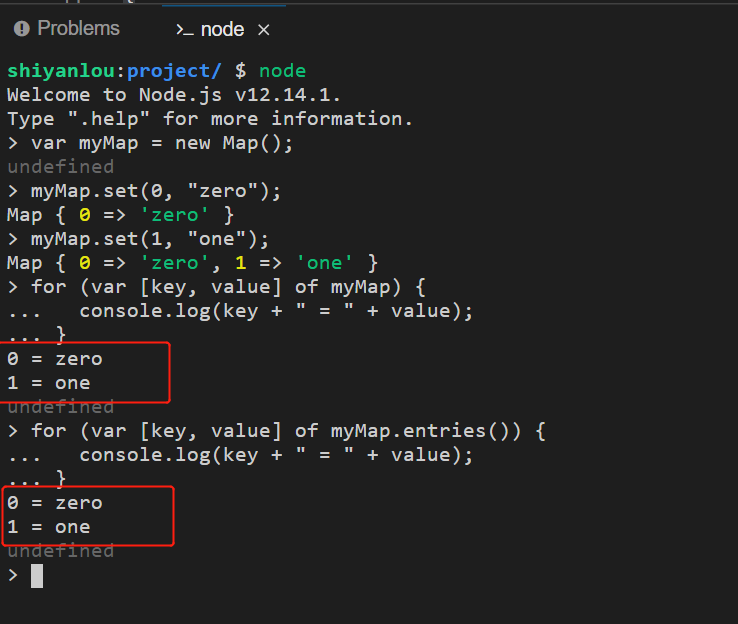 Problems >_ node ×
shiyanlou:project/ $ node
Welcome to Node.js v12.14.1.
Type ".help" for more information.
> var myMap = new Map();
undefined
> myMap.set(0, "zero");
Map { 0 => 'zero' }
> myMap.set(1, "one");
Map { 0 => 'zero', 1 => 'one' }
> for (var [key, value] of myMap) {
...   console.log(key + " = " + value);
... }
0 = zero
1 = one
undefined
> for (var [key, value] of myMap.entries()) {
...   console.log(key + " = " + value);
... }
0 = zero
1 = one
undefined
>